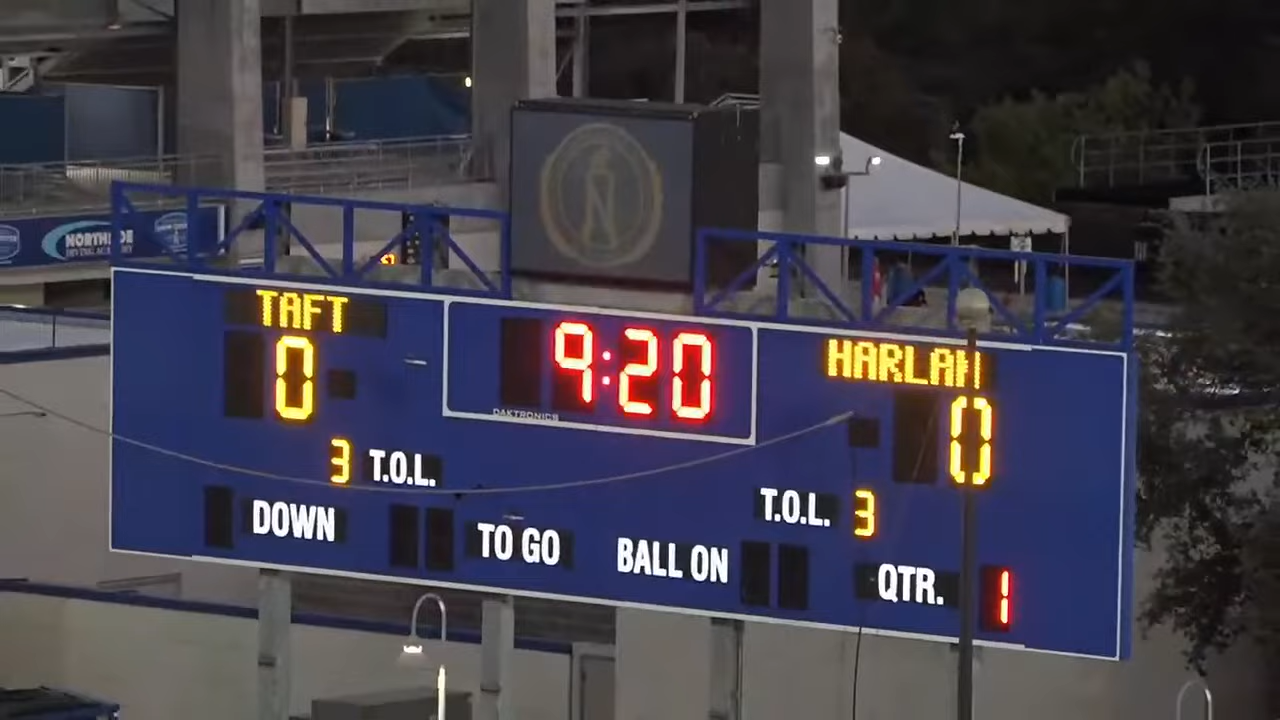 TAFT
9:20
HARLAN
0
0
DAKTRONICS
3 T.O.L.
T.O.L. 3
DOWN
TO GO
BALL ON
QTR. 1